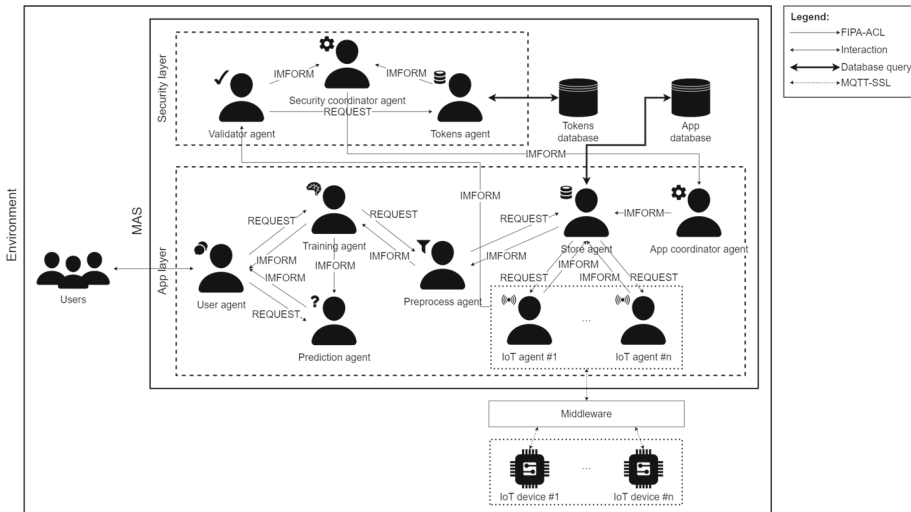 Legend:
FIPA-ACL
Interaction
Database query
MQTT-SSL
Environment
MAS
Security layer
IMFORM
IMFORM
Security coordinator agent
REQUEST
Validator agent
Tokens agent
Tokens
database
App
database
IMFORM
App layer
IMFORM
REQUEST
REQUEST
REQUEST
IMFORM
Training agent
Store agent
App coordinator agent
IMFORM
IMFORM
IMFORM
IMFORM
IMFORM
IMFORM
IMFORM
REQUEST
IMFORM
REQUEST
Users
User agent
REQUEST
Preprocess agent
Prediction agent
...
IoT agent #1
IoT agent #n
Middleware
...
IoT device #1
IoT device #n